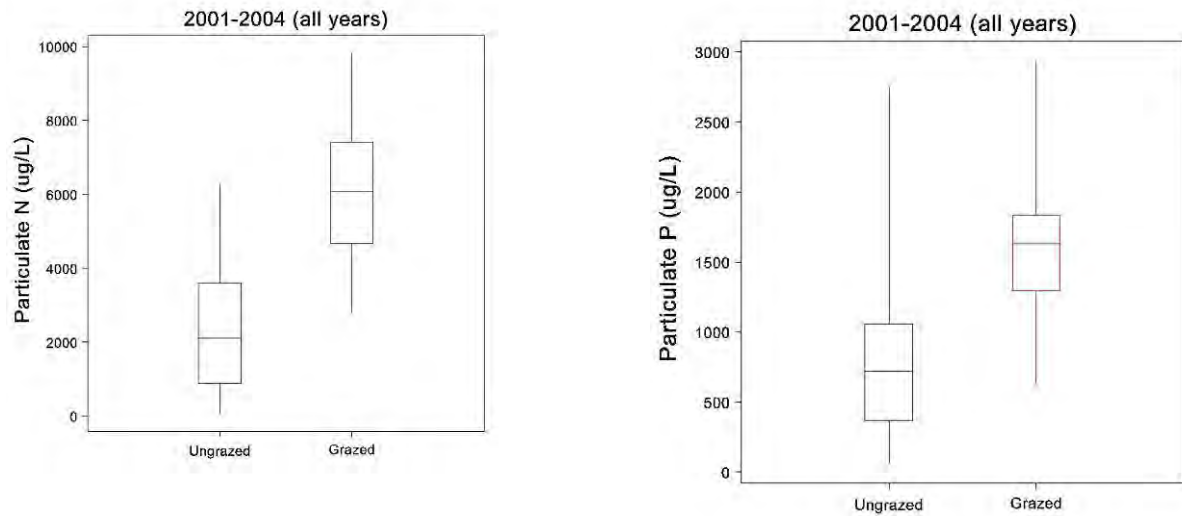 2001-2004 (all years)
Particulate N (ug/L)
10000
8000
6000
4000
2000
0
Ungrazed Grazed
2001-2004 (all years)
Particulate P (ug/L)
3000
2500
2000
1500
1000
500
0
Ungrazed Grazed